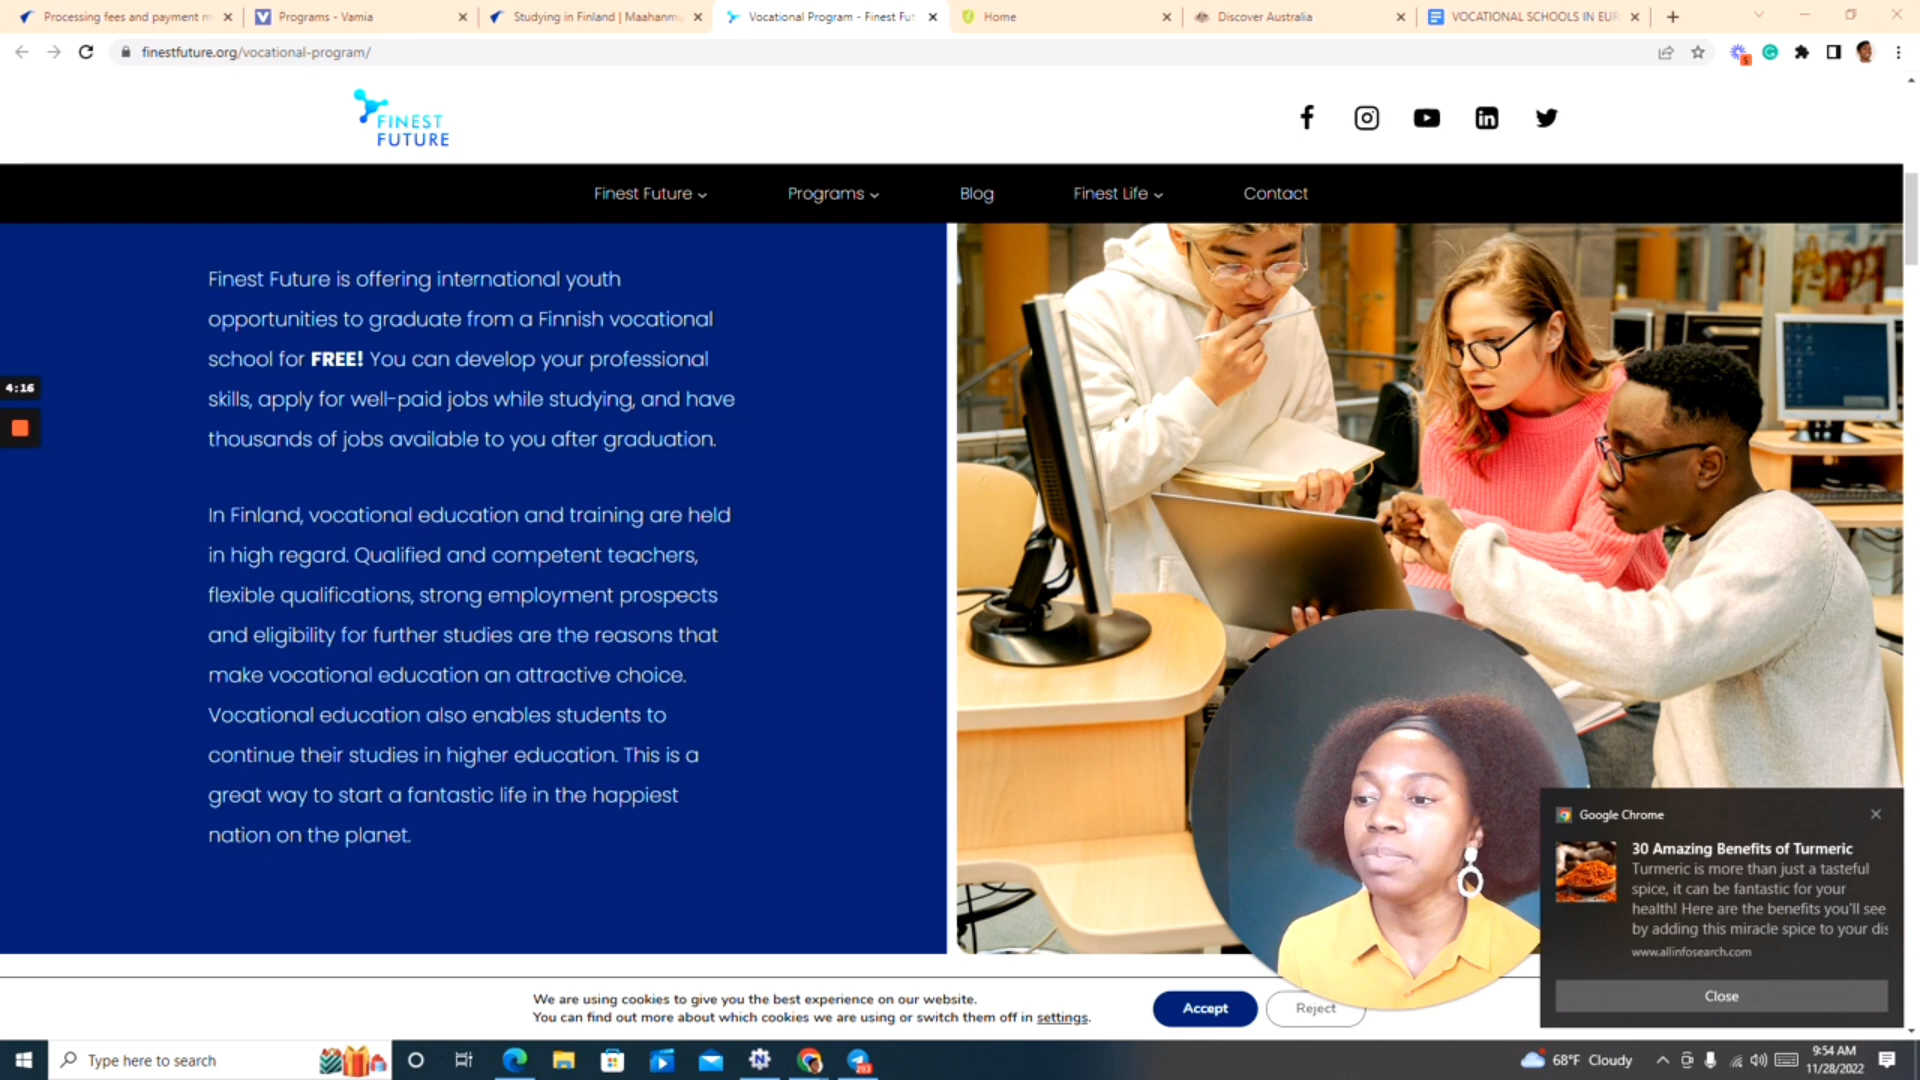 Processing fees and payment m
Programs - Vamia
Studying in Finland | Maahanmu
Vocational Program - Finest Fut
Home
Discover Australia
VOCATIONAL SCHOOLS IN EUR
finestfuture.org/vocational-program/
5
FINEST
FUTURE
Finest Future
Programs
Blog
Finest Life
Contact
Finest Future is offering international youth
opportunities to graduate from a Finnish vocational
school for FREE! You can develop your professional
skills, apply for well-paid jobs while studying, and have
thousands of jobs available to you after graduation.
In Finland, vocational education and training are held
in high regard. Qualified and competent teachers,
flexible qualifications, strong employment prospects
and eligibility for further studies are the reasons that
make vocational education an attractive choice.
Vocational education also enables students to
continue their studies in higher education. This is a
great way to start a fantastic life in the happiest
nation on the planet.
4:16
Google Chrome
30 Amazing Benefits of Turmeric
Turmeric is more than just a tasteful
spice, it can be fantastic for your
health! Here are the benefits you'll see
by adding this miracle spice to your dis
www.allinfosearch.com
Close
We are using cookies to give you the best experience on our website.
You can find out more about which cookies we are using or switch them off in settings.
Accept
Reject
Type here to search
293
68°F Cloudy
9:54 AM
11/28/2022